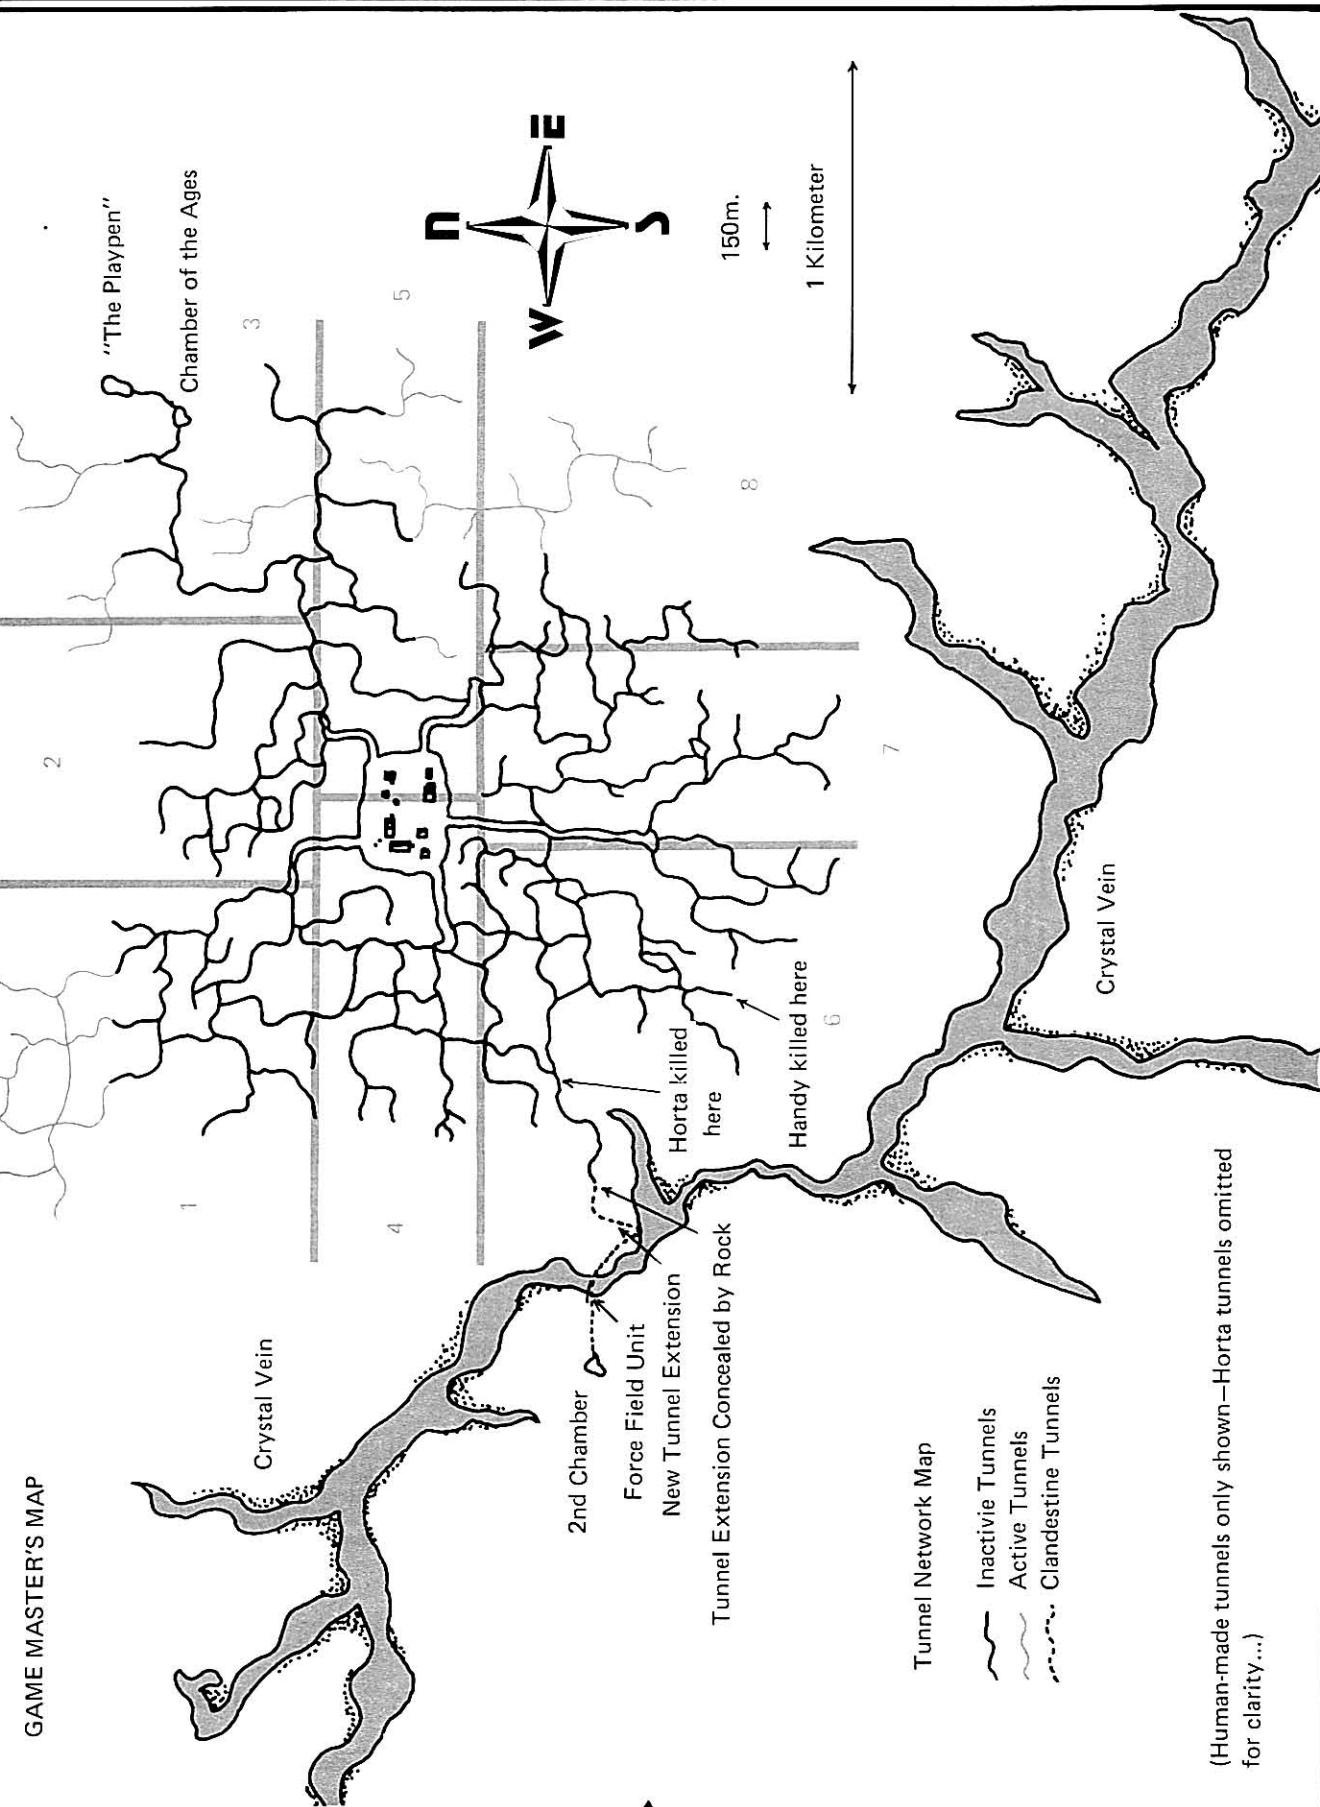 GAME MASTER'S MAP
"The Playpen"
Chamber of the Ages
1
2
3
4
5
6
7
8
N
W
E
S
150m.
1 Kilometer
Crystal Vein
2nd Chamber
Force Field Unit
New Tunnel Extension
Tunnel Extension Concealed by Rock
Horta killed
here
Handy killed here
Crystal Vein
Tunnel Network Map
Inactivie Tunnels
Active Tunnels
Clandestine Tunnels
(Human-made tunnels only shown—Horta tunnels omitted
for clarity...)